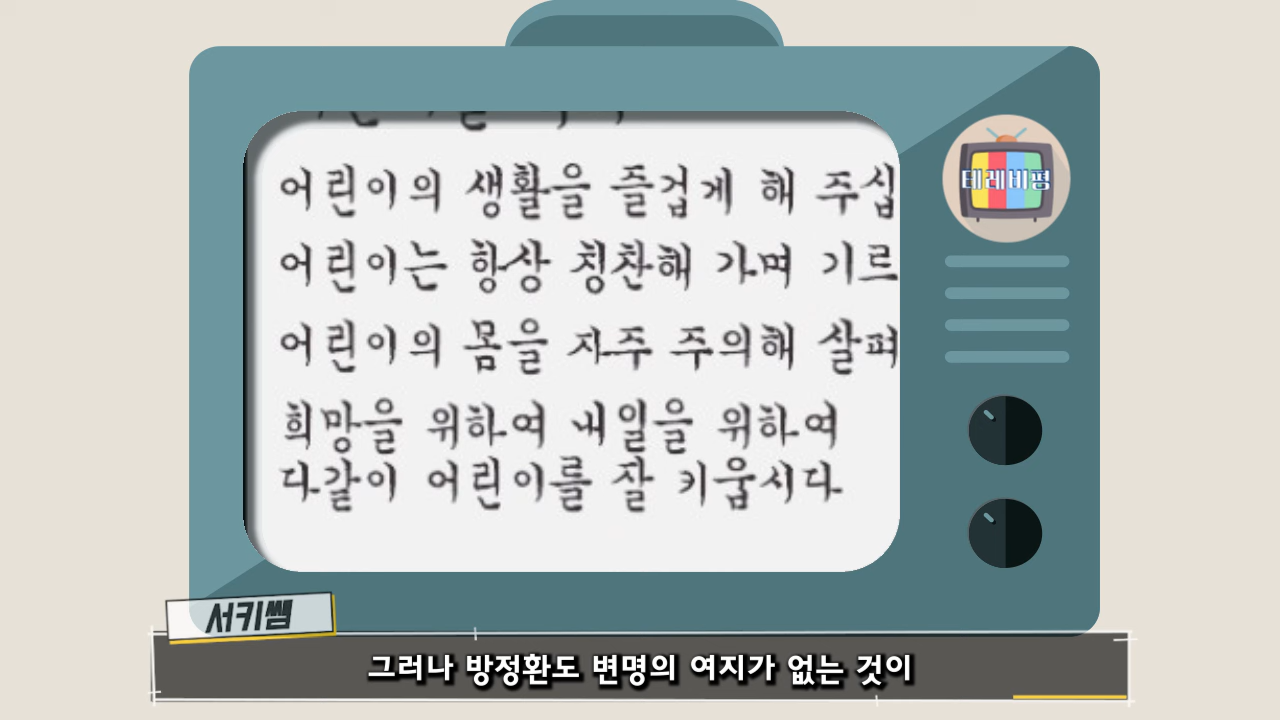 어린이의 생활을 즐겁게 해 주십
어린이는 항상 칭찬해 가며 기르
어린이의 몸을 자주 주의해 살펴
희망을 위하여 내일을 위하여
다같이 어린이를 잘 키웁시다
테레비평
서키쌤
그러나 방정환도 변명의 여지가 없는 것이